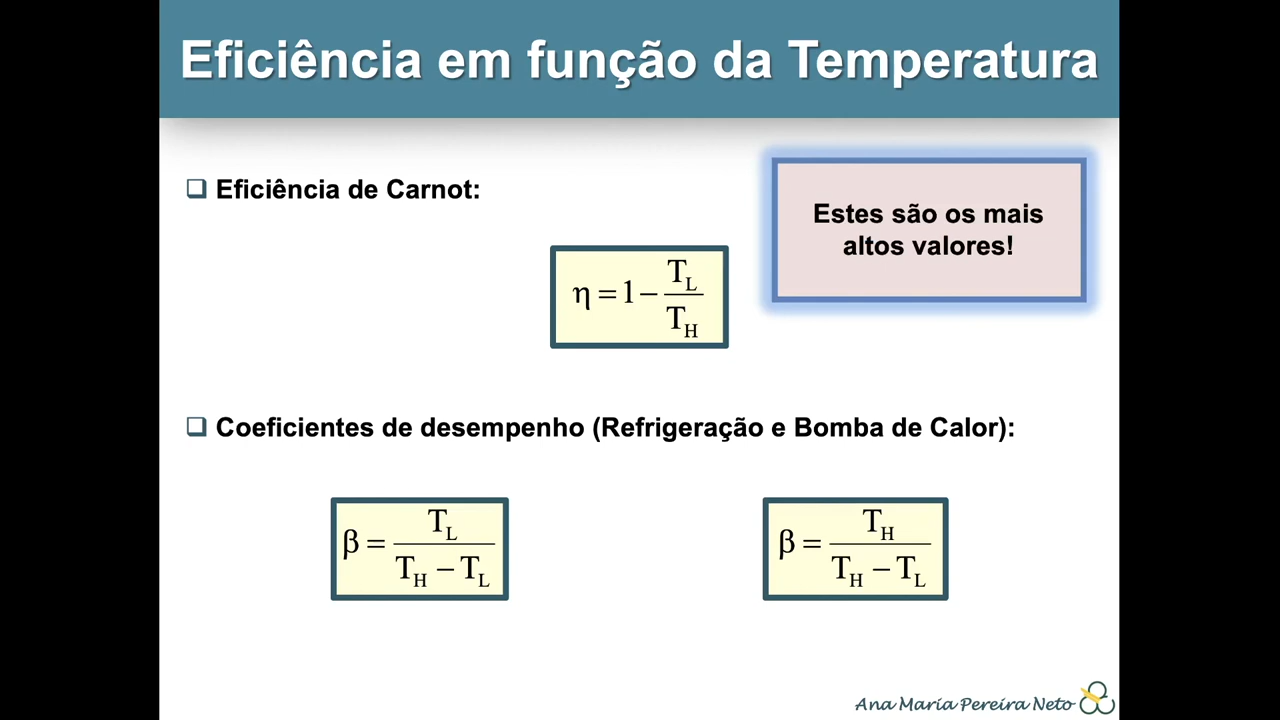 Eficiência em função da Temperatura
❑ Eficiência de Carnot:
Estes são os mais
altos valores!
η = 1 − T_L / T_H
❑ Coeficientes de desempenho (Refrigeração e Bomba de Calor):
β = T_L / (T_H − T_L)
β = T_H / (T_H − T_L)
Ana Maria Pereira Neto